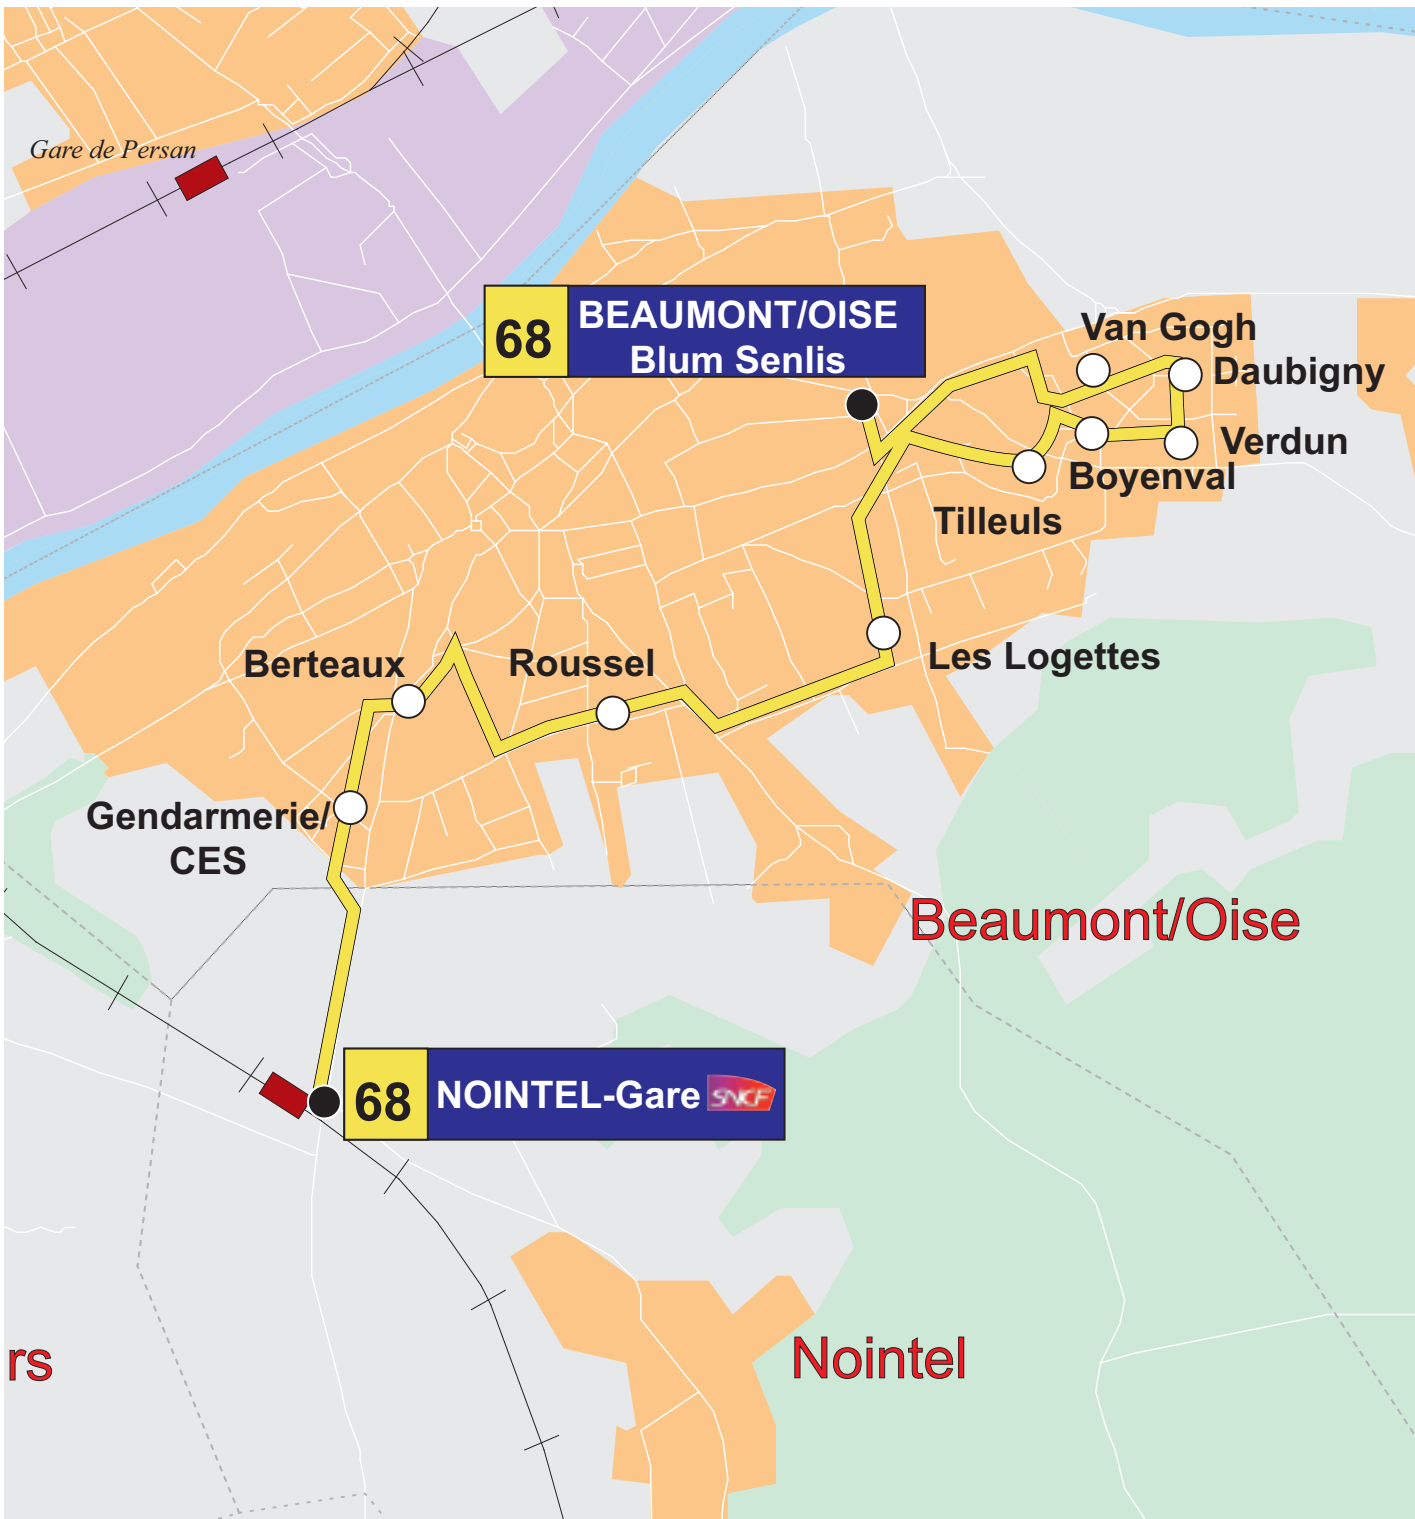 Gare de Persan
68
BEAUMONT/OISE
Blum Senlis
Van Gogh
Daubigny
Verdun
Boyenval
Tilleuls
Les Logettes
Berteaux
Roussel
Gendarmerie/
CES
Beaumont/Oise
68
NOINTEL-Gare SNCF
Nointel
rs